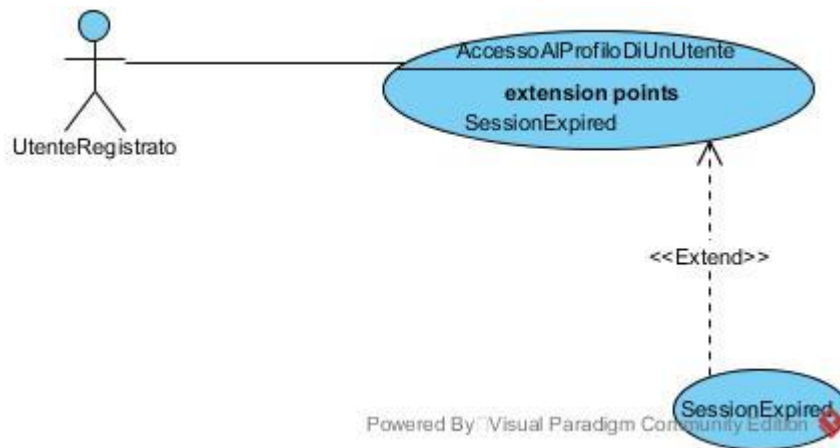 AccessoAlProfiloDiUnUtente
extension points
SessionExpired
UtenteRegistrato
<<Extend>>
SessionExpired
Powered By Visual Paradigm Community Edition